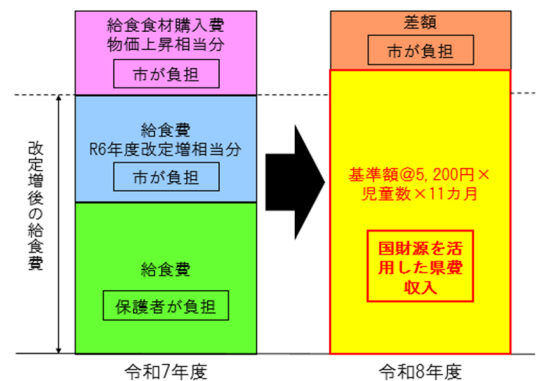 給食食材購入費
物価上昇相当分
市が負担
給食費
R6年度改定増相当分
市が負担
給食費
保護者が負担
改定増後の給食費
令和7年度
差額
市が負担
基準額@5,200円×
児童数×11カ月
国財源を活
用した県費
収入
令和8年度